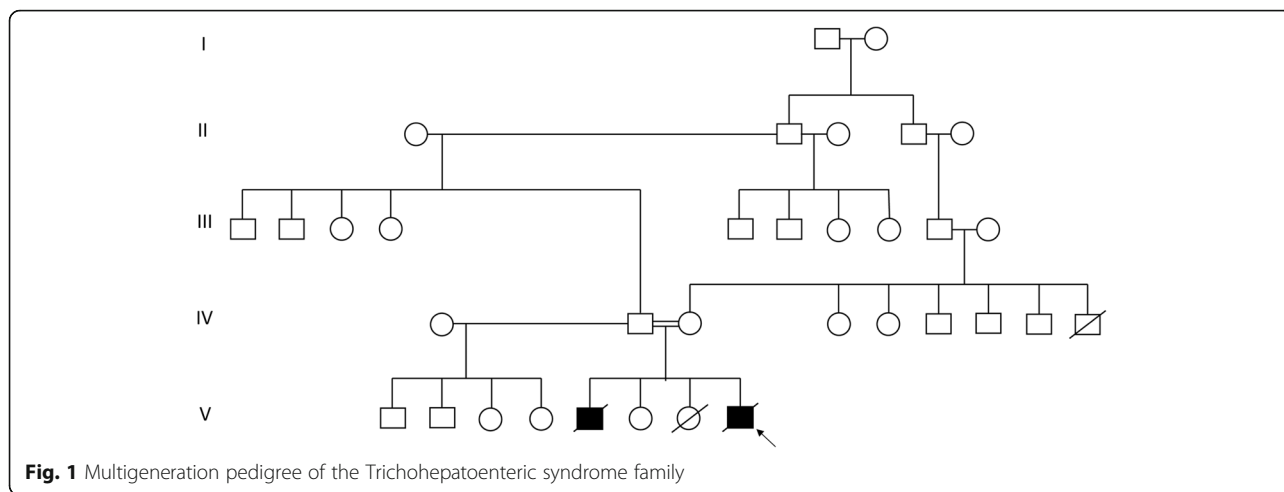 I
II
III
IV
V
Fig. 1 Multigeneration pedigree of the Trichohepatoenteric syndrome family